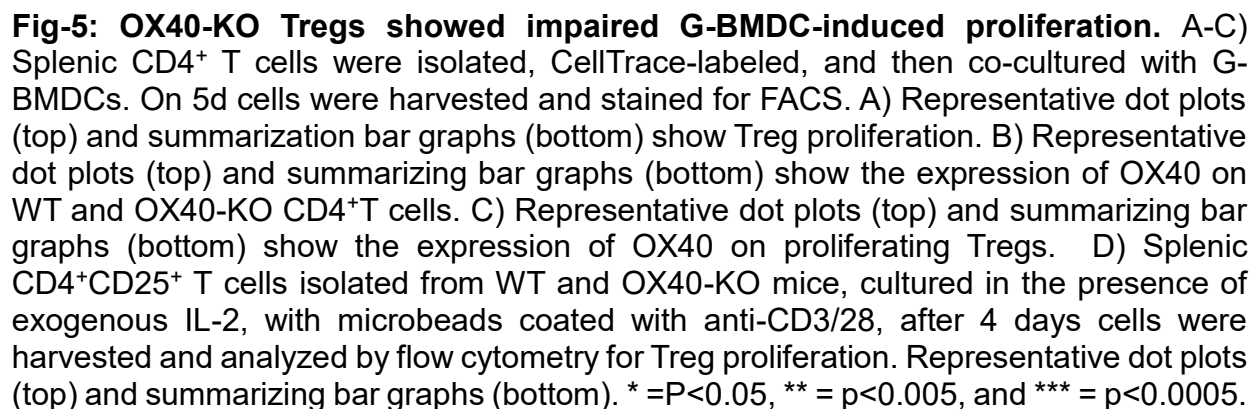 Fig-5: OX40-KO Tregs showed impaired G-BMDC-induced proliferation. A-C)
Splenic CD4⁺ T cells were isolated, CellTrace-labeled, and then co-cultured with G-
BMDCs. On 5d cells were harvested and stained for FACS. A) Representative dot plots
(top) and summarization bar graphs (bottom) show Treg proliferation. B) Representative
dot plots (top) and summarizing bar graphs (bottom) show the expression of OX40 on
WT and OX40-KO CD4⁺T cells. C) Representative dot plots (top) and summarizing bar
graphs (bottom) show the expression of OX40 on proliferating Tregs. D) Splenic
CD4⁺CD25⁺ T cells isolated from WT and OX40-KO mice, cultured in the presence of
exogenous IL-2, with microbeads coated with anti-CD3/28, after 4 days cells were
harvested and analyzed by flow cytometry for Treg proliferation. Representative dot plots
(top) and summarizing bar graphs (bottom). * =P<0.05, ** = p<0.005, and *** = p<0.0005.